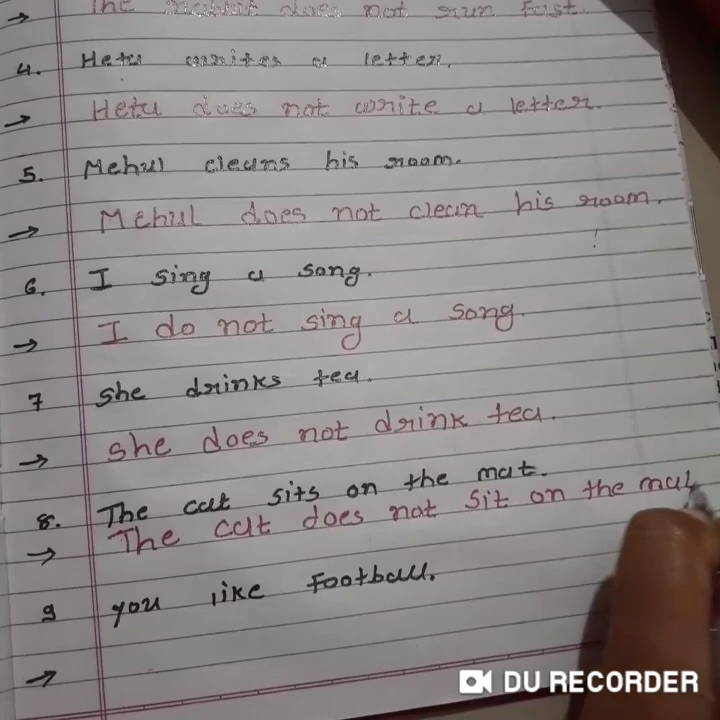 → The rabbit does not run fast.
4. Hetu writes a letter.
→ Hetu does not write a letter.
5. Mehul cleans his room.
→ Mehul does not clean his room.
6. I sing a song.
→ I do not sing a song.
7 she drinks tea.
→ she does not drink tea.
8. The cat sits on the mat.
→ The cat does not sit on the mat
9 you like Football.
→
DU RECORDER